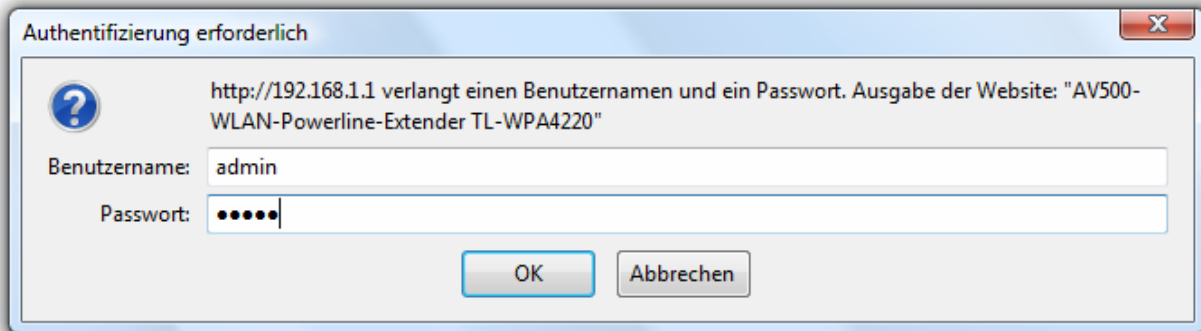 Authentifizierung erforderlich
http://192.168.1.1 verlangt einen Benutzernamen und ein Passwort. Ausgabe der Website: "AV500-
WLAN-Powerline-Extender TL-WPA4220"
Benutzername: admin
Passwort: •••••
OK Abbrechen